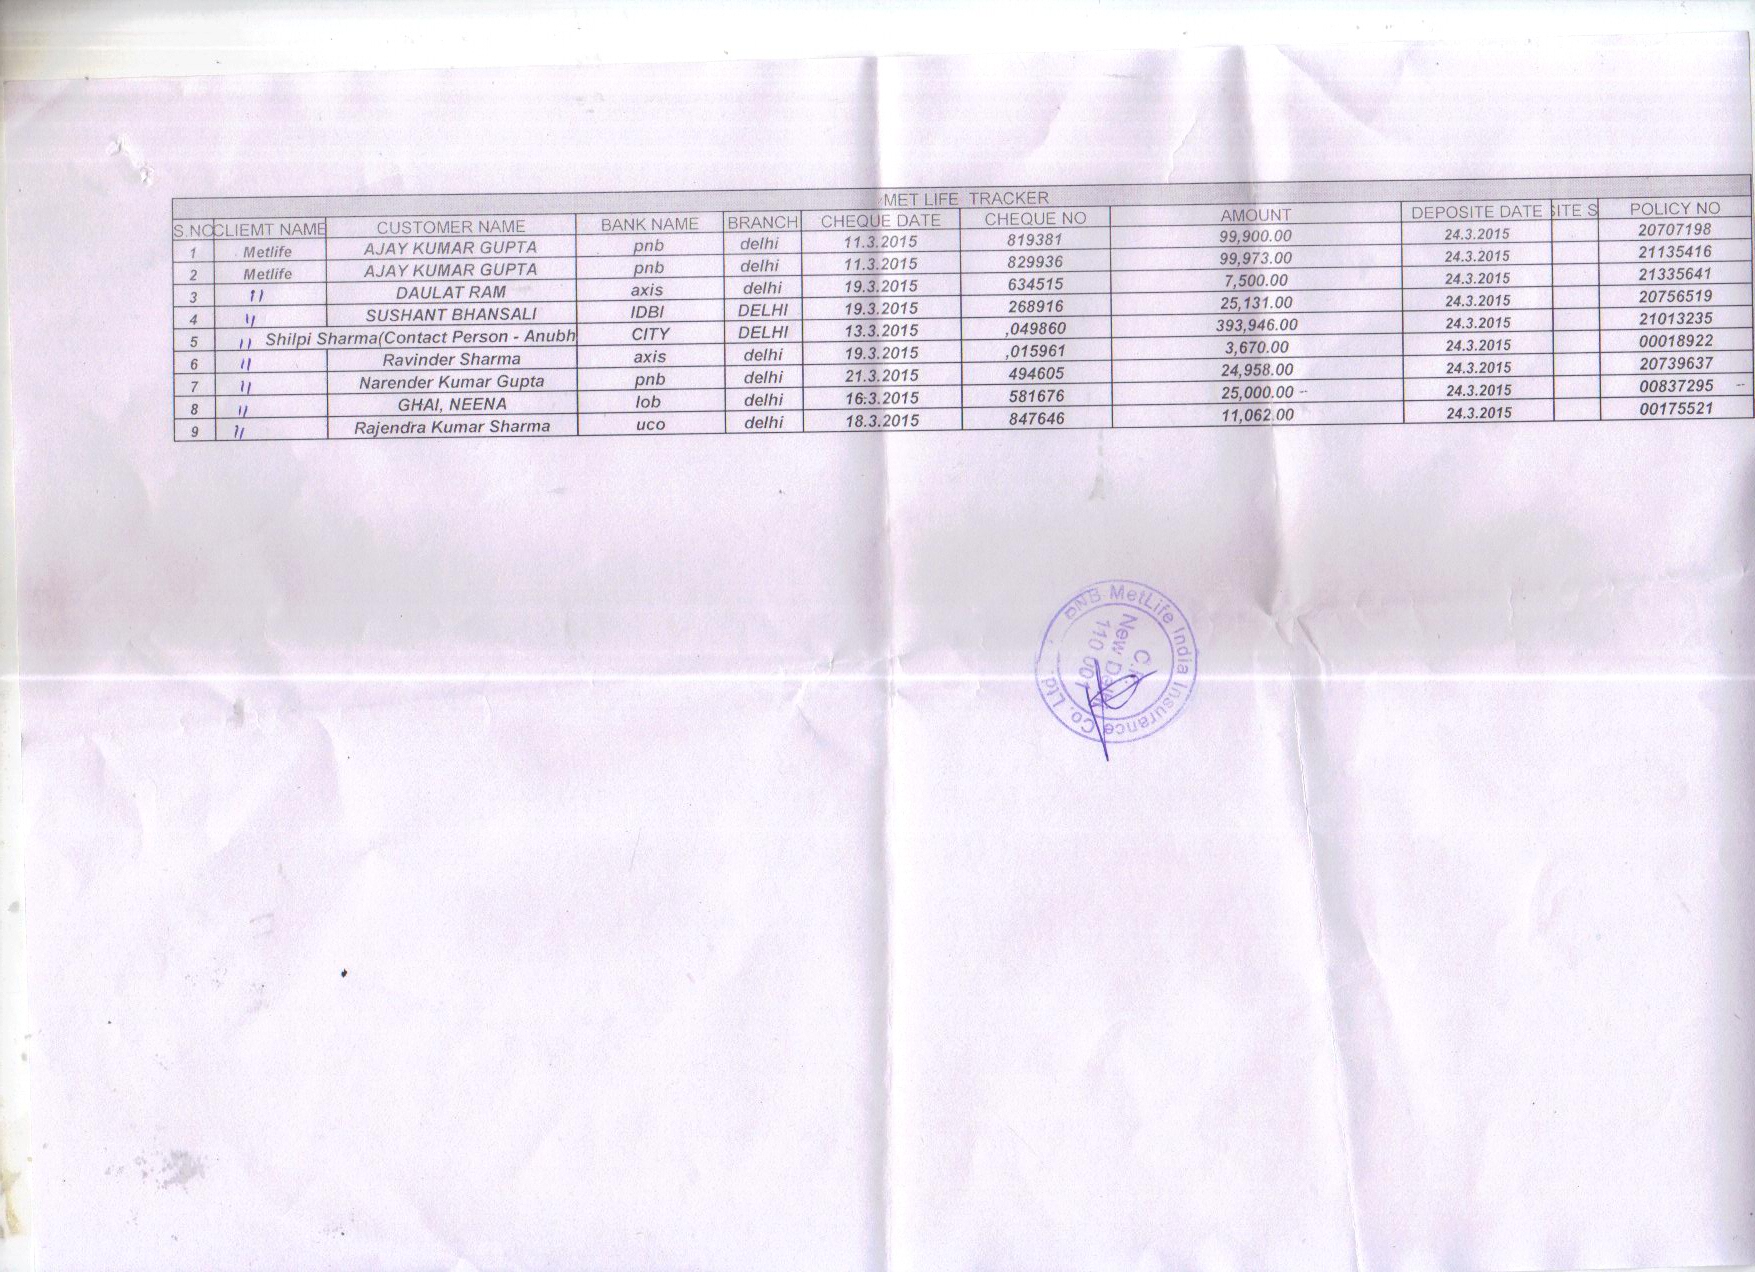 MET LIFE TRACKER
S.NO CLIEMT NAME CUSTOMER NAME BANK NAME BRANCH CHEQUE DATE CHEQUE NO AMOUNT DEPOSITE DATE SITE S POLICY NO
1 Metlife AJAY KUMAR GUPTA pnb delhi 11.3.2015 819381 99,900.00 24.3.2015 20707198
2 Metlife AJAY KUMAR GUPTA pnb delhi 11.3.2015 829936 99,973.00 24.3.2015 21135416
3 " DAULAT RAM axis delhi 19.3.2015 634515 7,500.00 24.3.2015 21335641
4 " SUSHANT BHANSALI IDBI DELHI 19.3.2015 268916 25,131.00 24.3.2015 20756519
5 " Shilpi Sharma(Contact Person - Anubh CITY DELHI 13.3.2015 ,049860 393,946.00 24.3.2015 21013235
6 " Ravinder Sharma axis delhi 19.3.2015 ,015961 3,670.00 24.3.2015 00018922
7 " Narender Kumar Gupta pnb delhi 21.3.2015 494605 24,958.00 24.3.2015 20739637
8 " GHAI, NEENA Iob delhi 16.3.2015 581676 25,000.00 24.3.2015 00837295
9 " Rajendra Kumar Sharma uco delhi 18.3.2015 847646 11,062.00 24.3.2015 00175521
PNB MetLife India Insurance Co. Ltd.
New Delhi
110 001